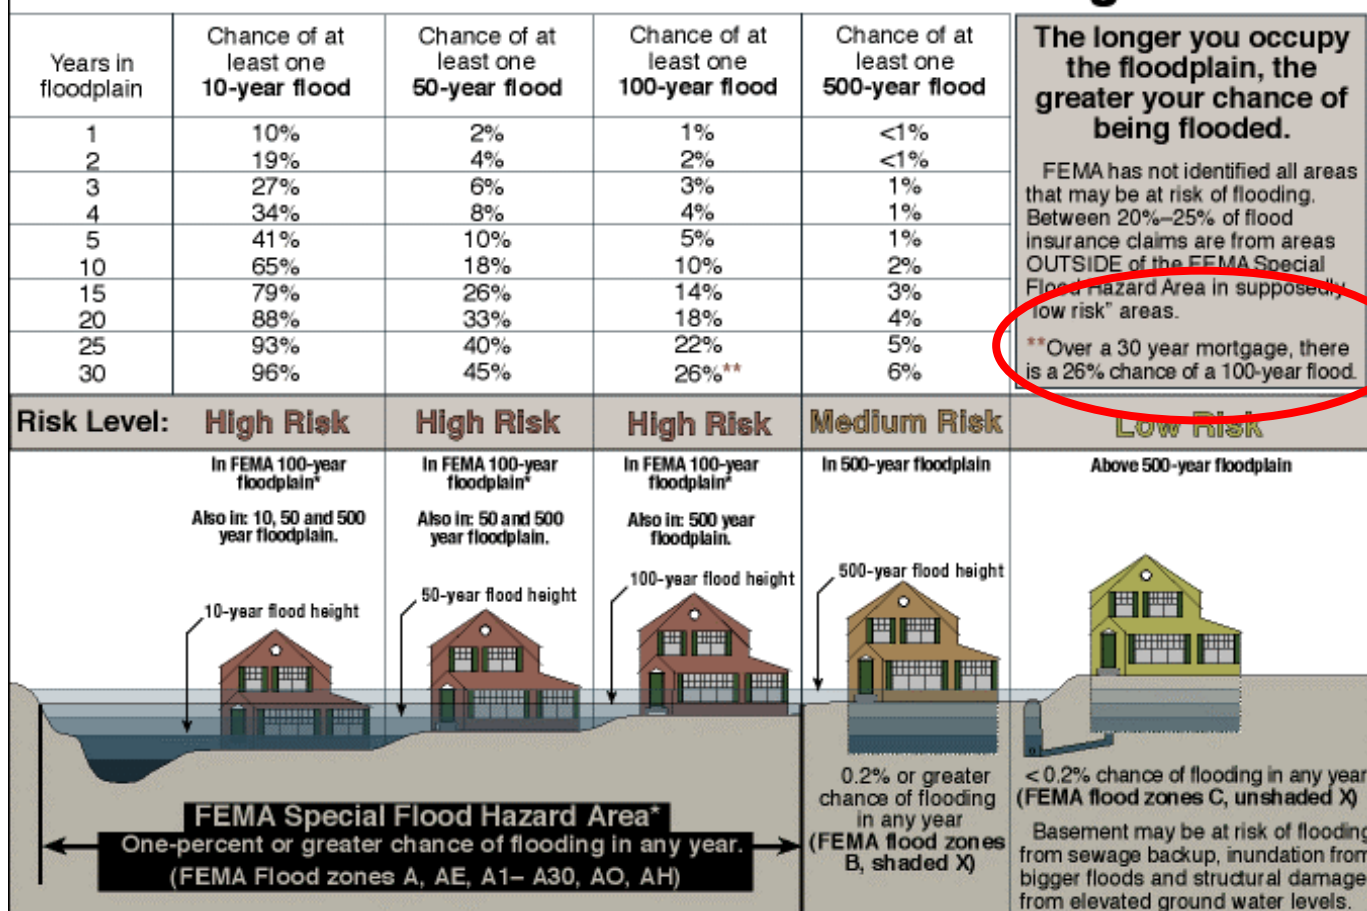 Years in
floodplain
Chance of at
least one
10-year flood
Chance of at
least one
50-year flood
Chance of at
least one
100-year flood
Chance of at
least one
500-year flood
1 10% 2% 1% <1%
2 19% 4% 2% <1%
3 27% 6% 3% 1%
4 34% 8% 4% 1%
5 41% 10% 5% 1%
10 65% 18% 10% 2%
15 79% 26% 14% 3%
20 88% 33% 18% 4%
25 93% 40% 22% 5%
30 96% 45% 26%** 6%
The longer you occupy
the floodplain, the
greater your chance of
being flooded.
FEMA has not identified all areas
that may be at risk of flooding.
Between 20%–25% of flood
insurance claims are from areas
OUTSIDE of the FEMA Special
Flood Hazard Area in supposedly
"low risk" areas.
**Over a 30 year mortgage, there
is a 26% chance of a 100-year flood.
Risk Level: High Risk High Risk High Risk Medium Risk Low Risk
In FEMA 100-year
floodplain*
Also in: 10, 50 and 500
year floodplain.
In FEMA 100-year
floodplain*
Also in: 50 and 500
year floodplain.
In FEMA 100-year
floodplain*
Also in: 500 year
floodplain.
In 500-year floodplain
Above 500-year floodplain
10-year flood height
50-year flood height
100-year flood height
500-year flood height
FEMA Special Flood Hazard Area*
One-percent or greater chance of flooding in any year.
(FEMA Flood zones A, AE, A1– A30, AO, AH)
0.2% or greater
chance of flooding
in any year
(FEMA flood zones
B, shaded X)
< 0.2% chance of flooding in any year
(FEMA flood zones C, unshaded X)
Basement may be at risk of flooding
from sewage backup, inundation from
bigger floods and structural damage
from elevated ground water levels.